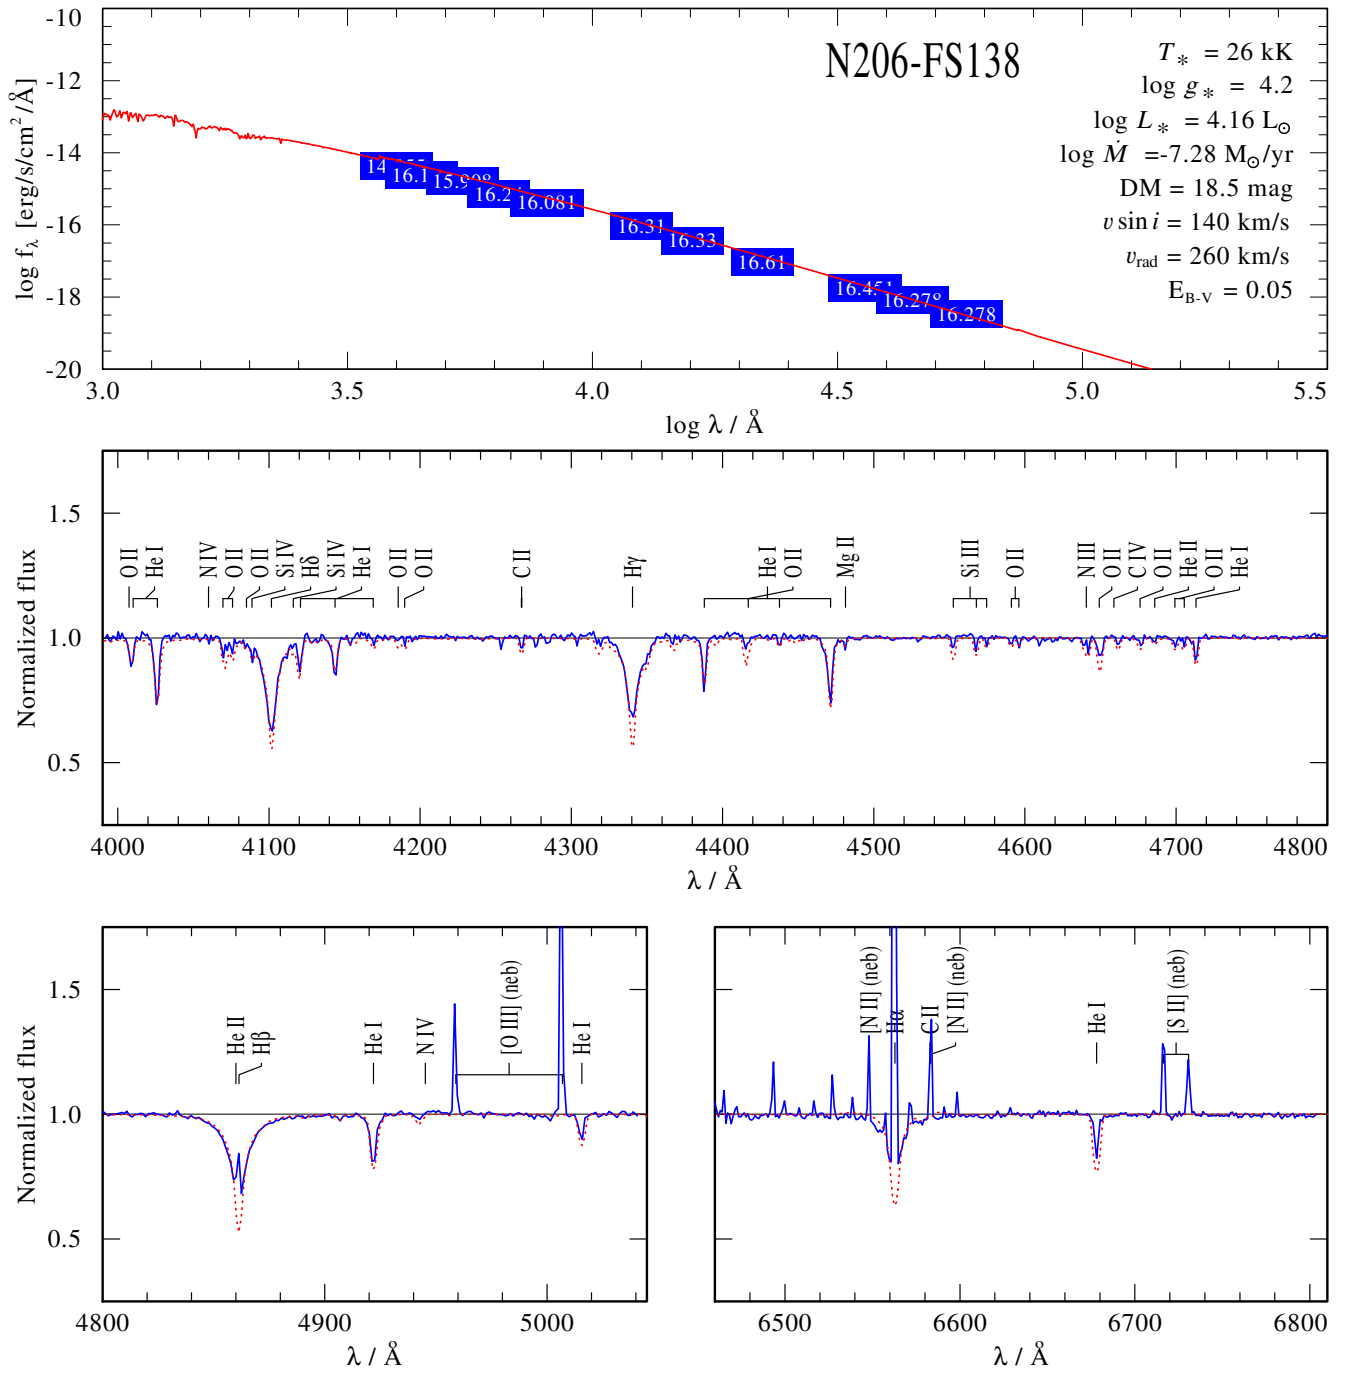 N206-FS138
T* = 26 kK
log g* = 4.2
log L* = 4.16 L⊙
log Ṁ =-7.28 M⊙/yr
DM = 18.5 mag
v sin i = 140 km/s
vrad = 260 km/s
EB-V = 0.05
-10
-12
-14
-16
-18
-20
log fλ [erg/s/cm²/Å]
16.081
16.31
16.33
16.61
16.451
16.278
16.278
3.0 3.5 4.0 4.5 5.0 5.5
log λ / Å
Normalized flux
1.5
1.0
0.5
O II
He I
N IV
O II
O II
Si IV
Hδ
Si IV
He I
O II
O II
C II
Hγ
He I
O II
Mg II
Si III
O II
N III
O II
C IV
O II
He II
O II
He I
4000 4100 4200 4300 4400 4500 4600 4700 4800
λ / Å
Normalized flux
1.5
1.0
0.5
He II
Hβ
He I
N IV
[O III] (neb)
He I
4800 4900 5000
λ / Å
[N II] (neb)
Hα
C II
[N II] (neb)
He I
[S II] (neb)
6500 6600 6700 6800
λ / Å